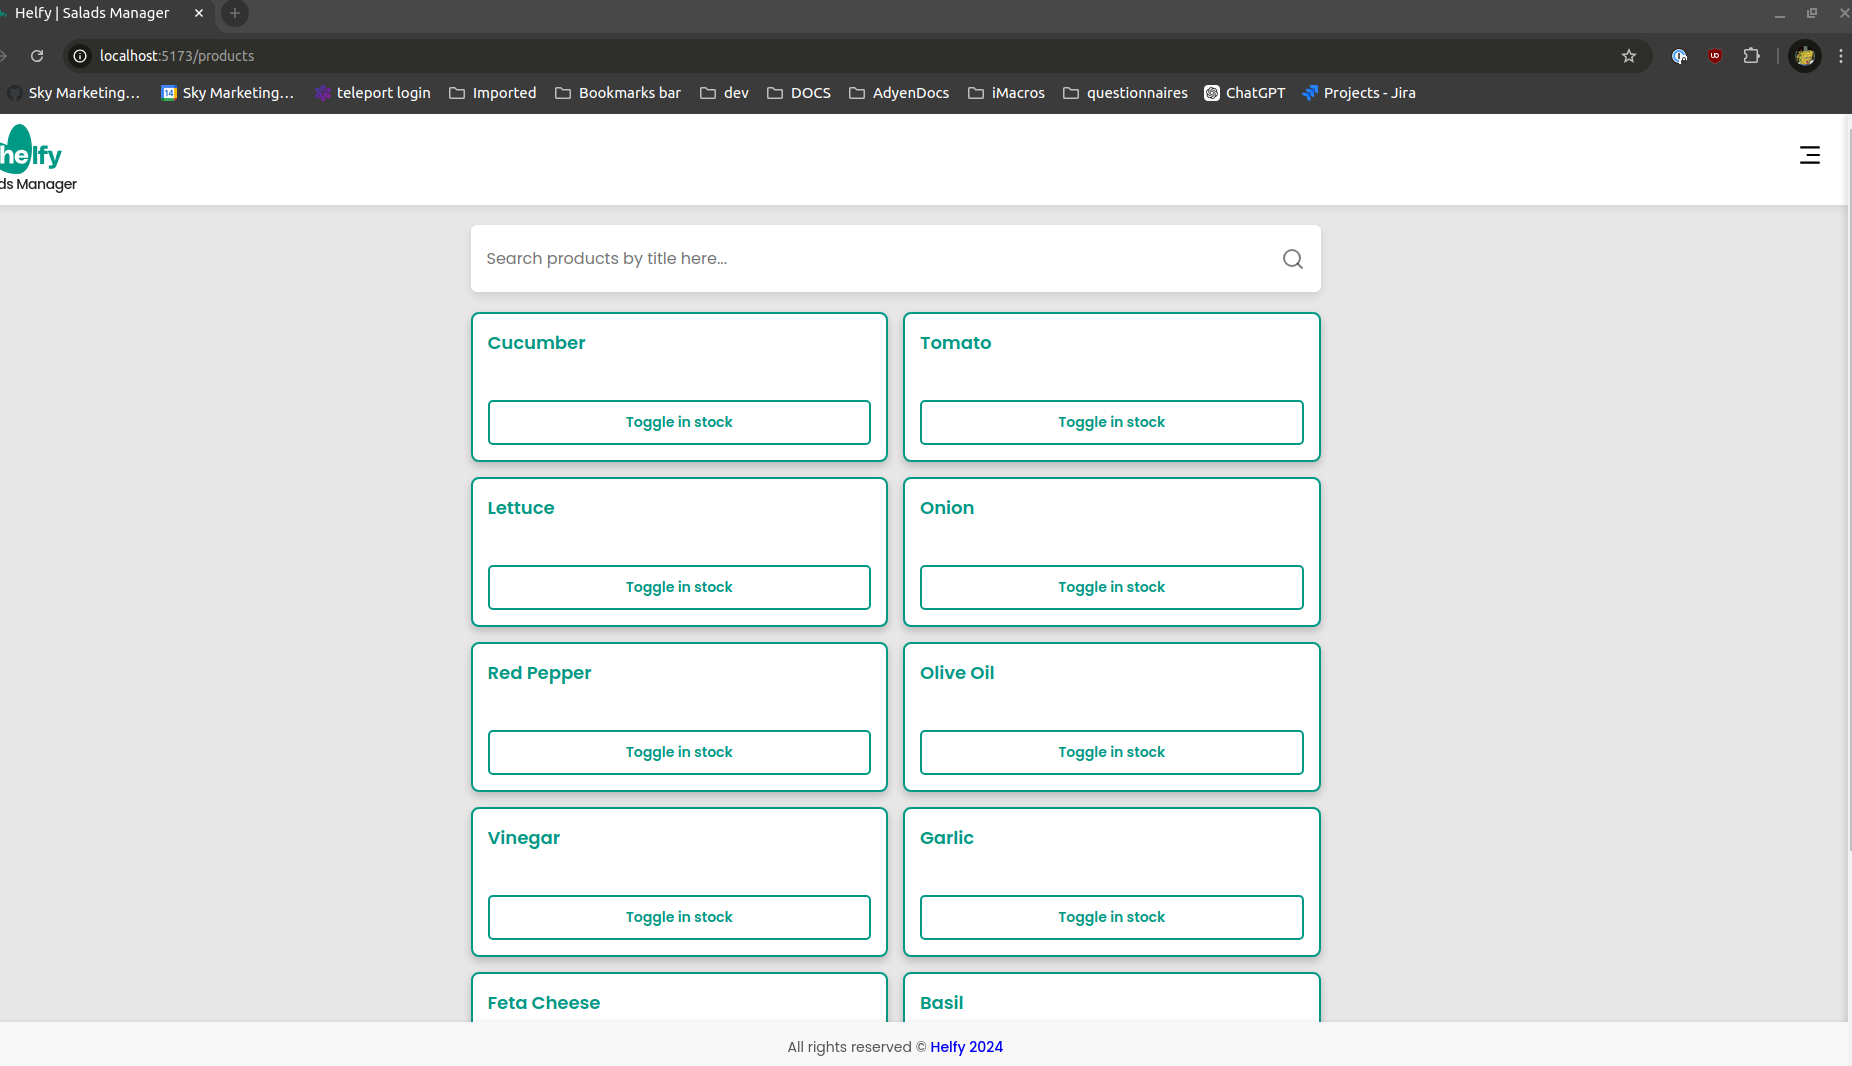 Helfy | Salads Manager
localhost:5173/products
Sky Marketing... Sky Marketing... teleport login Imported Bookmarks bar dev DOCS AdyenDocs iMacros questionnaires ChatGPT Projects - Jira
helfy
ds Manager
Search products by title here...
Cucumber Tomato
Toggle in stock Toggle in stock
Lettuce Onion
Toggle in stock Toggle in stock
Red Pepper Olive Oil
Toggle in stock Toggle in stock
Vinegar Garlic
Toggle in stock Toggle in stock
Feta Cheese Basil
All rights reserved © Helfy 2024